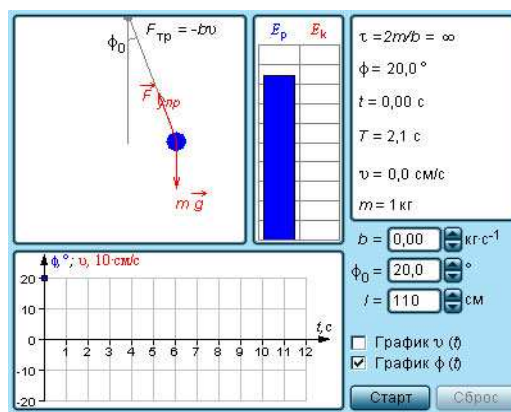 F тр = -bυ
ϕ0
F упр
m g
Ep Ek
τ = 2m/b = ∞
ϕ = 20,0 °
t = 0,00 с
T = 2,1 с
υ = 0,0 см/с
m = 1 кг
b = 0,00 кг·с-1
ϕ0 = 20,0 °
l = 110 см
График υ (t)
График ϕ (t)
Старт Сброс
ϕ,°; υ, 10·см/с
20
10
0
-10
-20
t, с
1 2 3 4 5 6 7 8 9 10 11 12